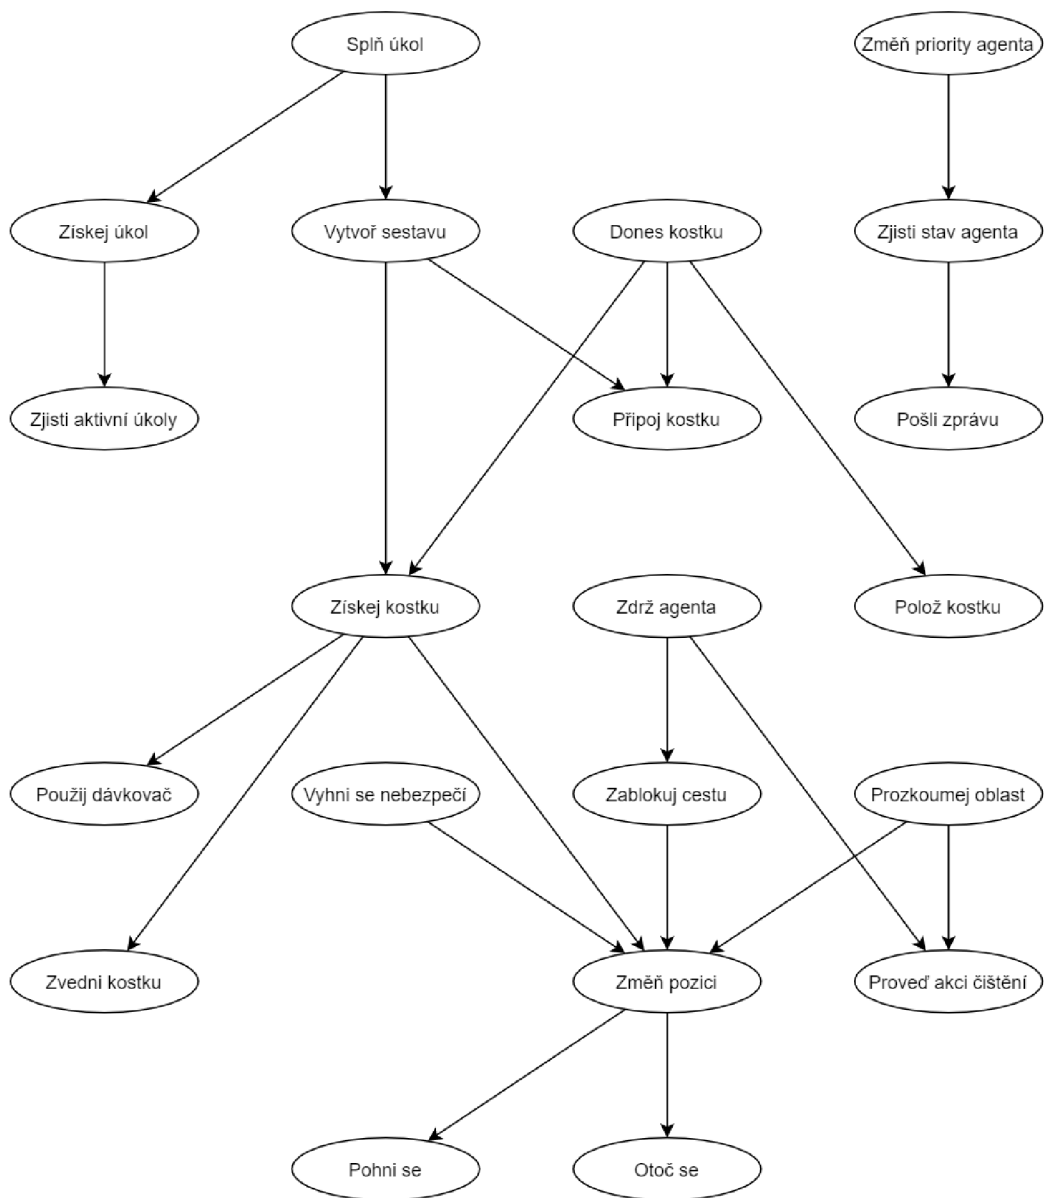 Splň úkol
Změň priority agenta
Získej úkol
Vytvoř sestavu
Dones kostku
Zjisti stav agenta
Zjisti aktivní úkoly
Připoj kostku
Pošli zprávu
Získej kostku
Zdrž agenta
Polož kostku
Použij dávkovač
Vyhni se nebezpečí
Zablokuj cestu
Prozkoumej oblast
Zvedni kostku
Změň pozici
Proveď akci čištění
Pohni se
Otoč se